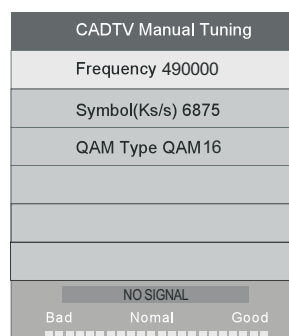 CADTV Manual Tuning
Frequency 490000
Symbol(Ks/s) 6875
QAM Type QAM16
NO SIGNAL
Bad Nomal Good